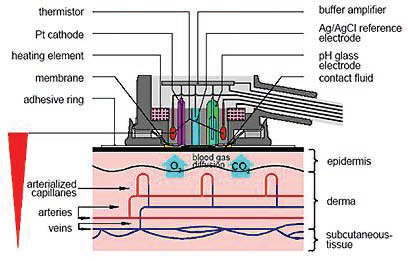 thermistor
Pt cathode
heating element
membrane
adhesive ring
buffer amplifier
Ag/AgCl reference
electrode
pH glass
electrode
contact fluid
blood gas
diffusion
O₂
CO₂
epidermis
arterialized
capillanes
arteries
veins
derma
subcutaneous-
tissue